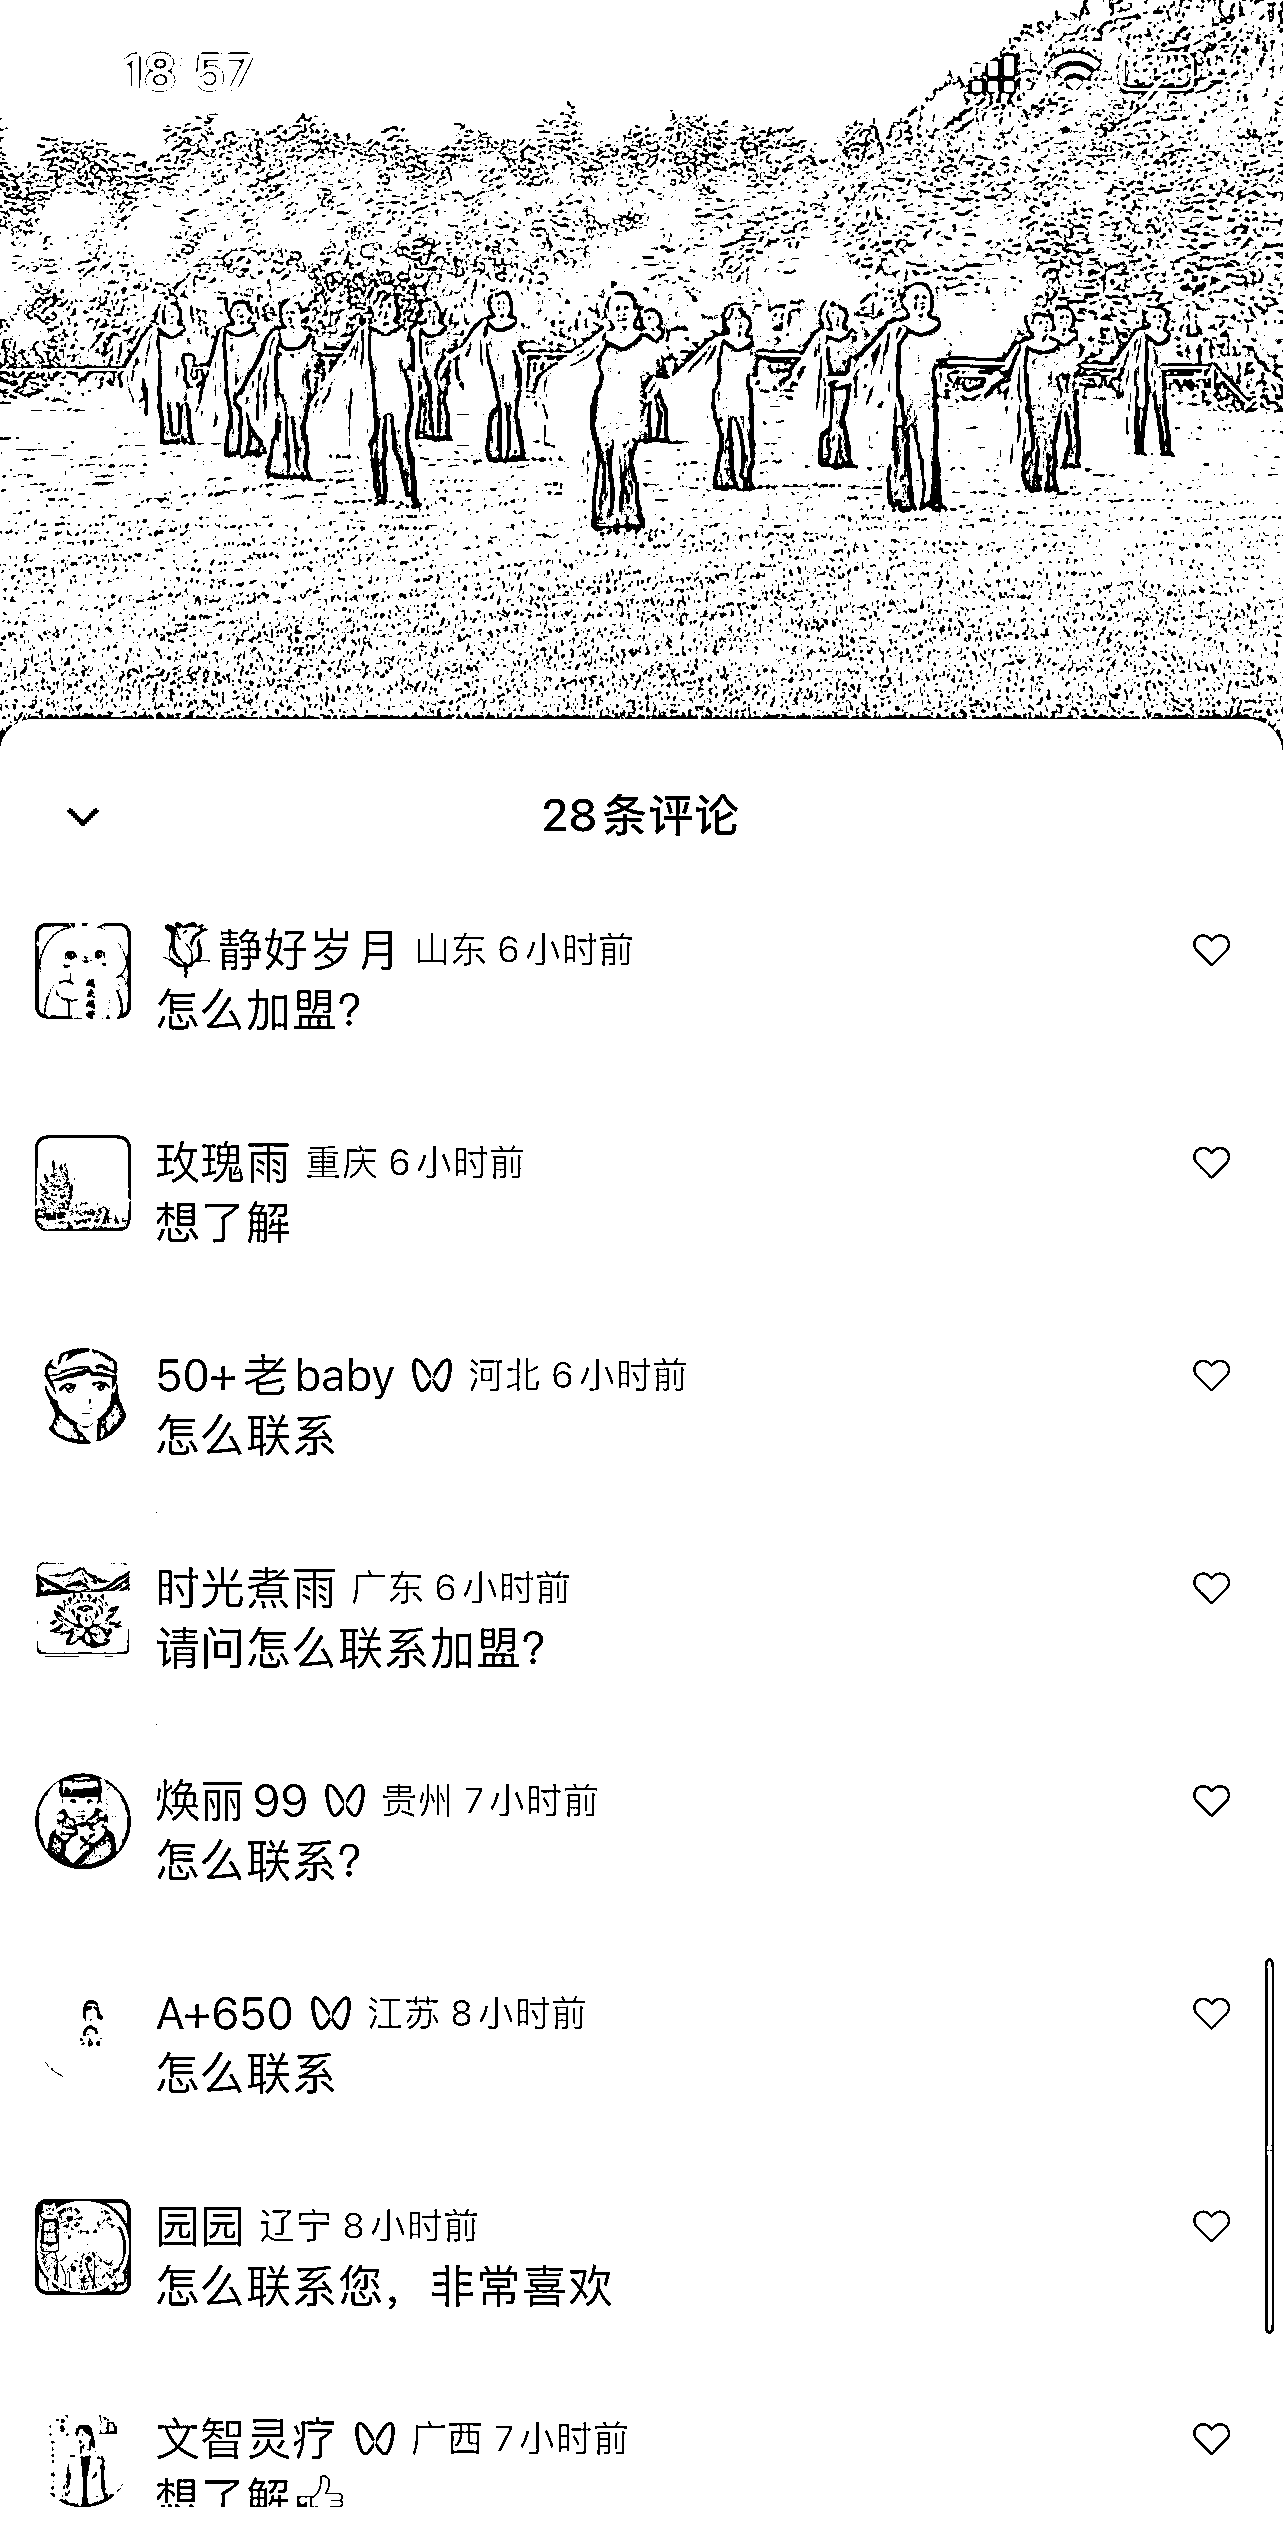 18 57
28条评论
静好岁月 山东 6小时前
怎么加盟?
玫瑰雨 重庆 6小时前
想了解
50+老baby 河北 6小时前
怎么联系
时光煮雨 广东 6小时前
请问怎么联系加盟?
焕丽99 贵州 7小时前
怎么联系?
A+650 江苏 8小时前
怎么联系
园园 辽宁 8小时前
怎么联系您，非常喜欢
文智灵疗 广西 7小时前
想了解👍